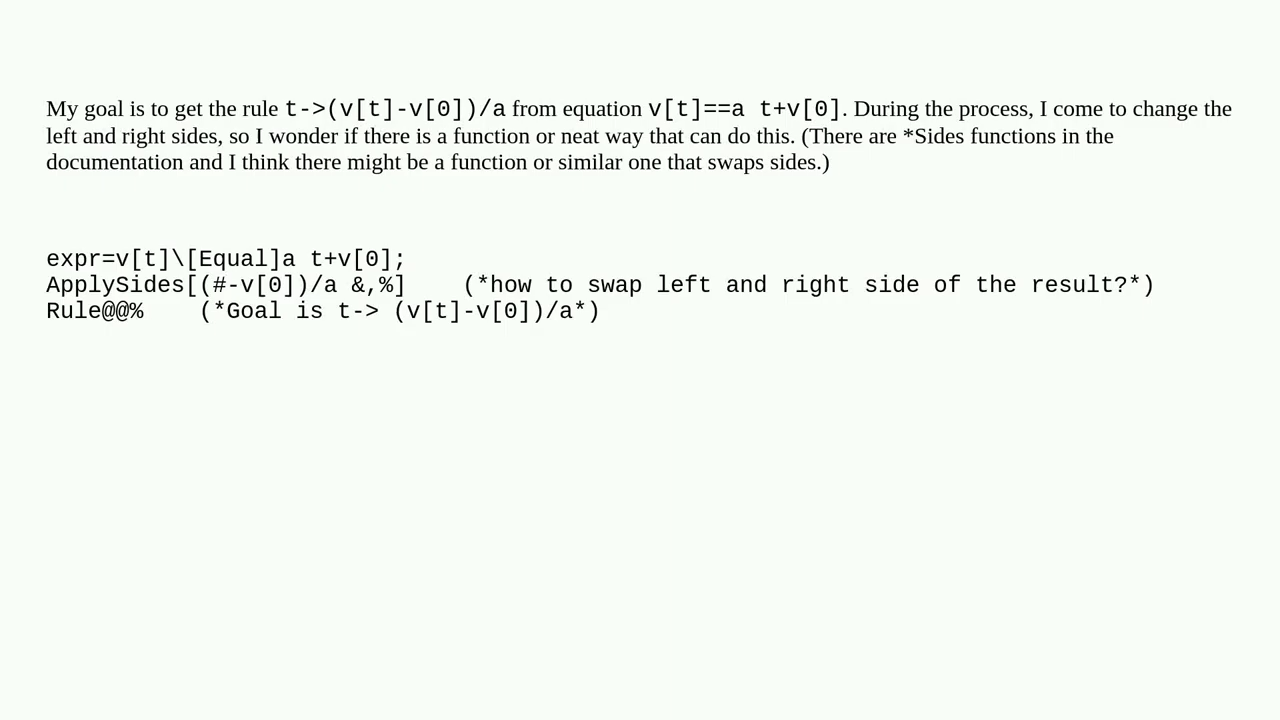 My goal is to get the rule t->(v[t]-v[0])/a from equation v[t]==a t+v[0]. During the process, I come to change the
left and right sides, so I wonder if there is a function or neat way that can do this. (There are *Sides functions in the
documentation and I think there might be a function or similar one that swaps sides.)
expr=v[t]\[Equal]a t+v[0];
ApplySides[(#-v[0])/a &,%]    (*how to swap left and right side of the result?*)
Rule@@%    (*Goal is t-> (v[t]-v[0])/a*)